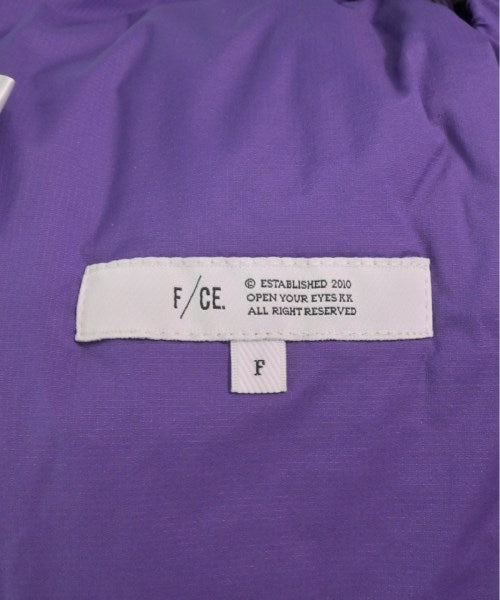 F/CE.
© ESTABLISHED 2010
OPEN YOUR EYES KK
ALL RIGHT RESERVED
F